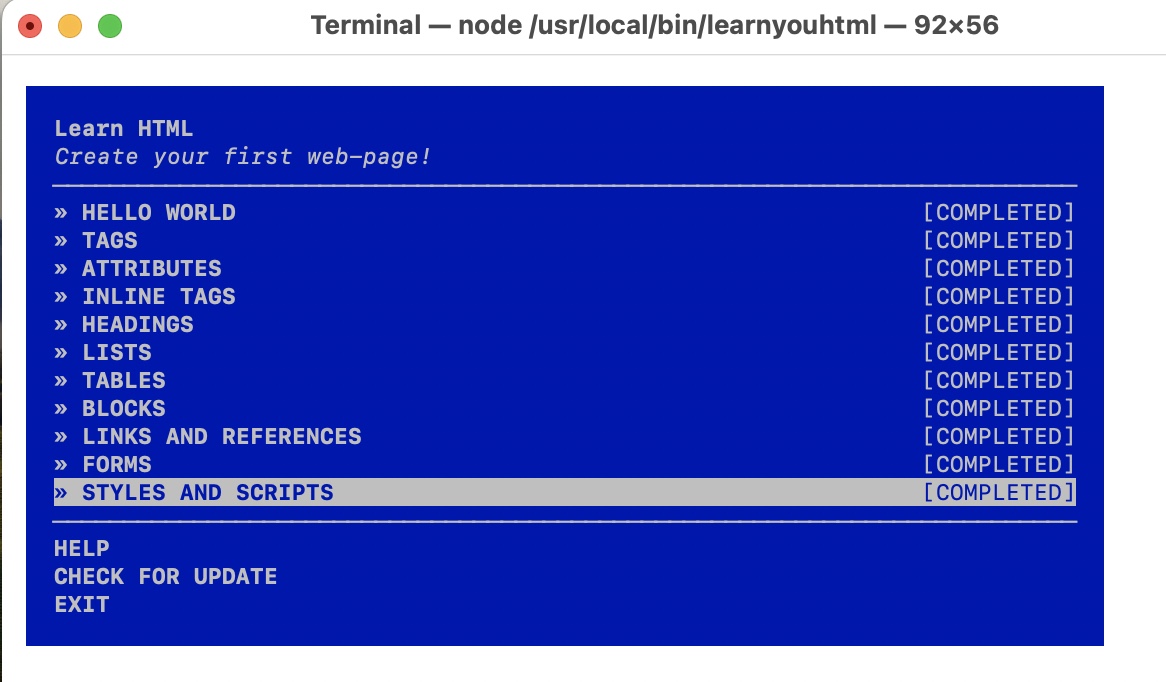 Terminal — node /usr/local/bin/learnyouhtml — 92×56
Learn HTML
Create your first web-page!
» HELLO WORLD [COMPLETED]
» TAGS [COMPLETED]
» ATTRIBUTES [COMPLETED]
» INLINE TAGS [COMPLETED]
» HEADINGS [COMPLETED]
» LISTS [COMPLETED]
» TABLES [COMPLETED]
» BLOCKS [COMPLETED]
» LINKS AND REFERENCES [COMPLETED]
» FORMS [COMPLETED]
» STYLES AND SCRIPTS [COMPLETED]
HELP
CHECK FOR UPDATE
EXIT